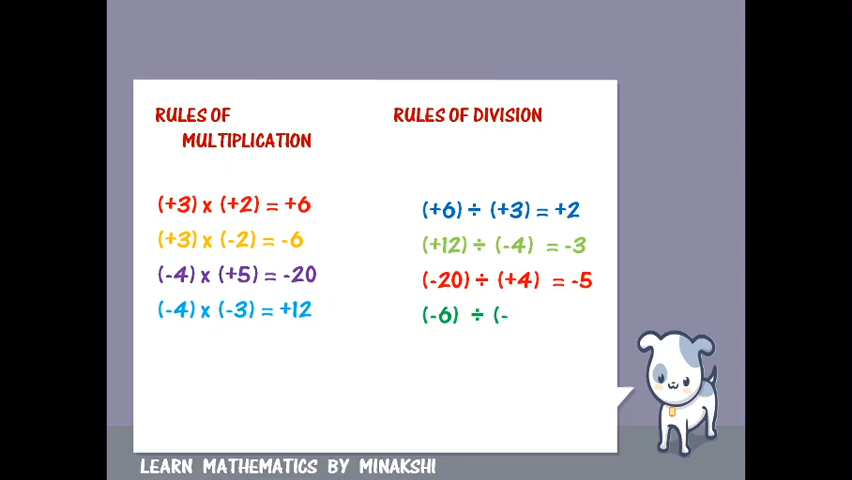 RULES OF
MULTIPLICATION
(+3) x (+2) = +6
(+3) x (-2) = -6
(-4) x (+5) = -20
(-4) x (-3) = +12
RULES OF DIVISION
(+6) ÷ (+3) = +2
(+12) ÷ (-4) = -3
(-20) ÷ (+4) = -5
(-6) ÷ (-
LEARN MATHEMATICS BY MINAKSHI